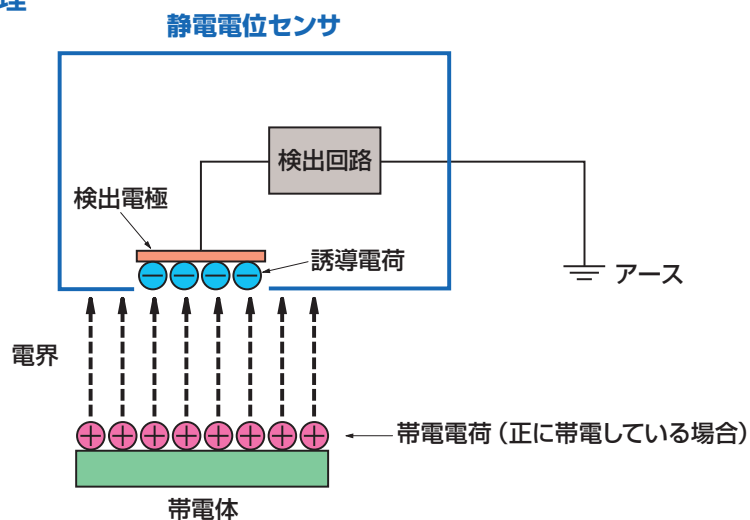 理
静電電位センサ
検出回路
検出電極
誘導電荷
アース
電界
帯電電荷（正に帯電している場合）
帯電体